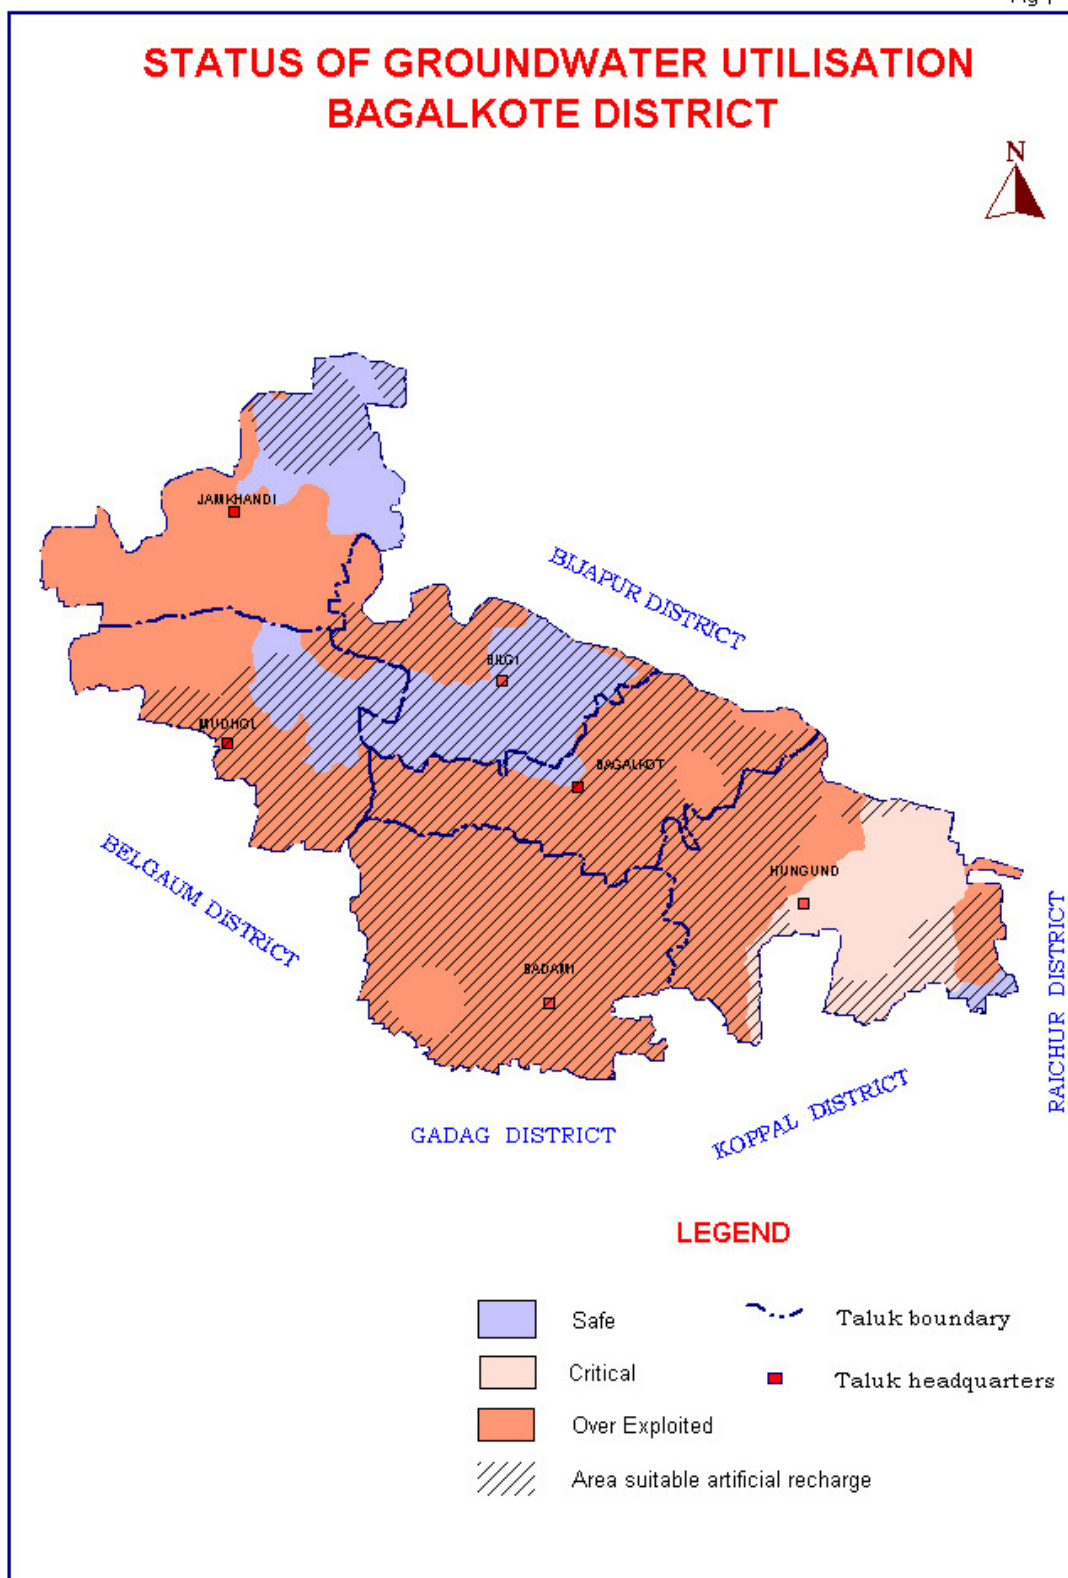 STATUS OF GROUNDWATER UTILISATION
BAGALKOTE DISTRICT
N
JAMKHANDI
BIJAPUR DISTRICT
BILGI
MUDHOL
BAGALKOT
BELGAUM DISTRICT
HUNGUND
BADAMI
RAICHUR DISTRICT
KOPPAL DISTRICT
GADAG DISTRICT
LEGEND
Safe
Taluk boundary
Critical
Taluk headquarters
Over Exploited
Area suitable artificial recharge